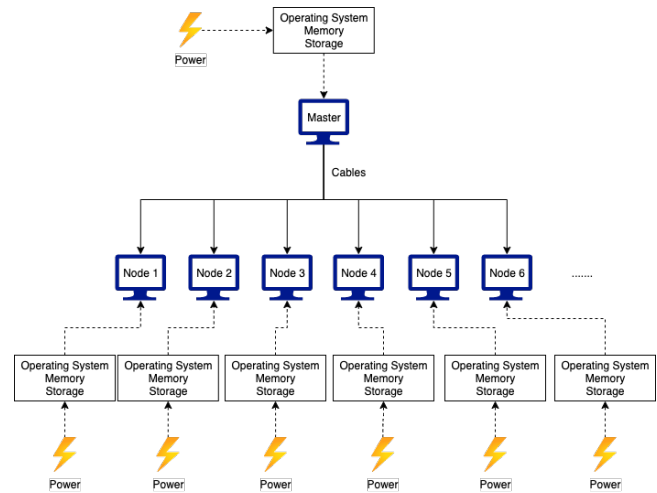 Operating System
Memory
Storage
Power
Master
Cables
Node 1
Node 2
Node 3
Node 4
Node 5
Node 6
.......
Operating System
Memory
Storage
Operating System
Memory
Storage
Operating System
Memory
Storage
Operating System
Memory
Storage
Operating System
Memory
Storage
Operating System
Memory
Storage
Power
Power
Power
Power
Power
Power